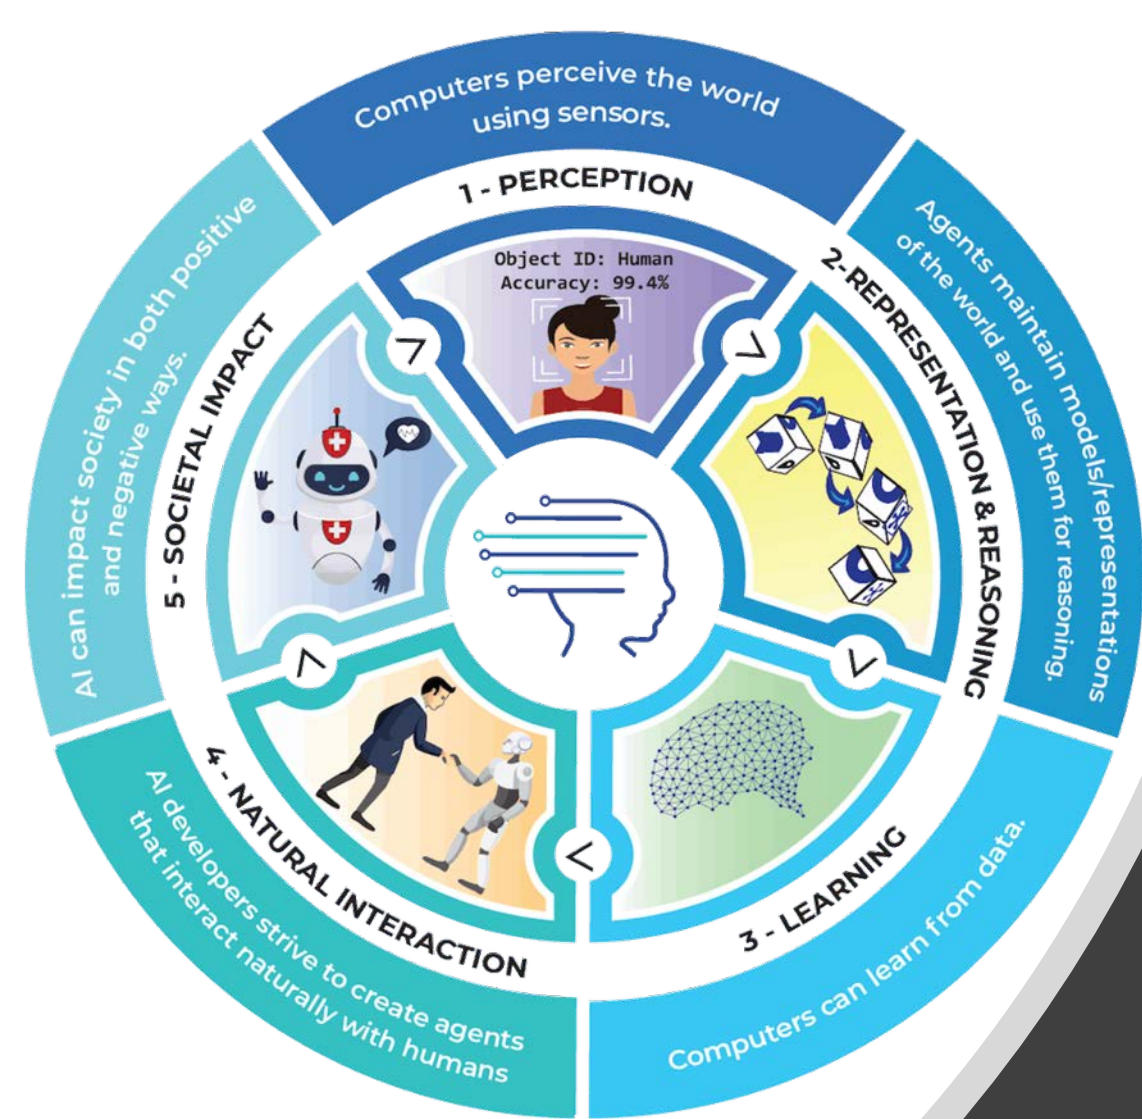 Computers perceive the world
using sensors.
1 - PERCEPTION
Object ID: Human
Accuracy: 99.4%
Agents maintain models/representations
of the world and use them for reasoning.
2- REPRESENTATION & REASONING
Computers can learn from data.
3 - LEARNING
AI developers strive to create agents
that interact naturally with humans
4 - NATURAL INTERACTION
AI can impact society in both positive
and negative ways.
5 - SOCIETAL IMPACT